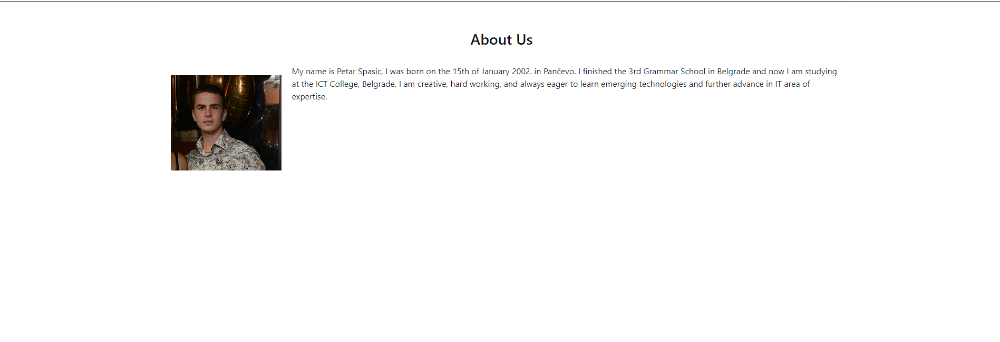 About Us
My name is Petar Spasic, I was born on the 15th of January 2002. in Pančevo. I finished the 3rd Grammar School in Belgrade and now I am studying
at the ICT College, Belgrade. I am creative, hard working, and always eager to learn emerging technologies and further advance in IT area of
expertise.